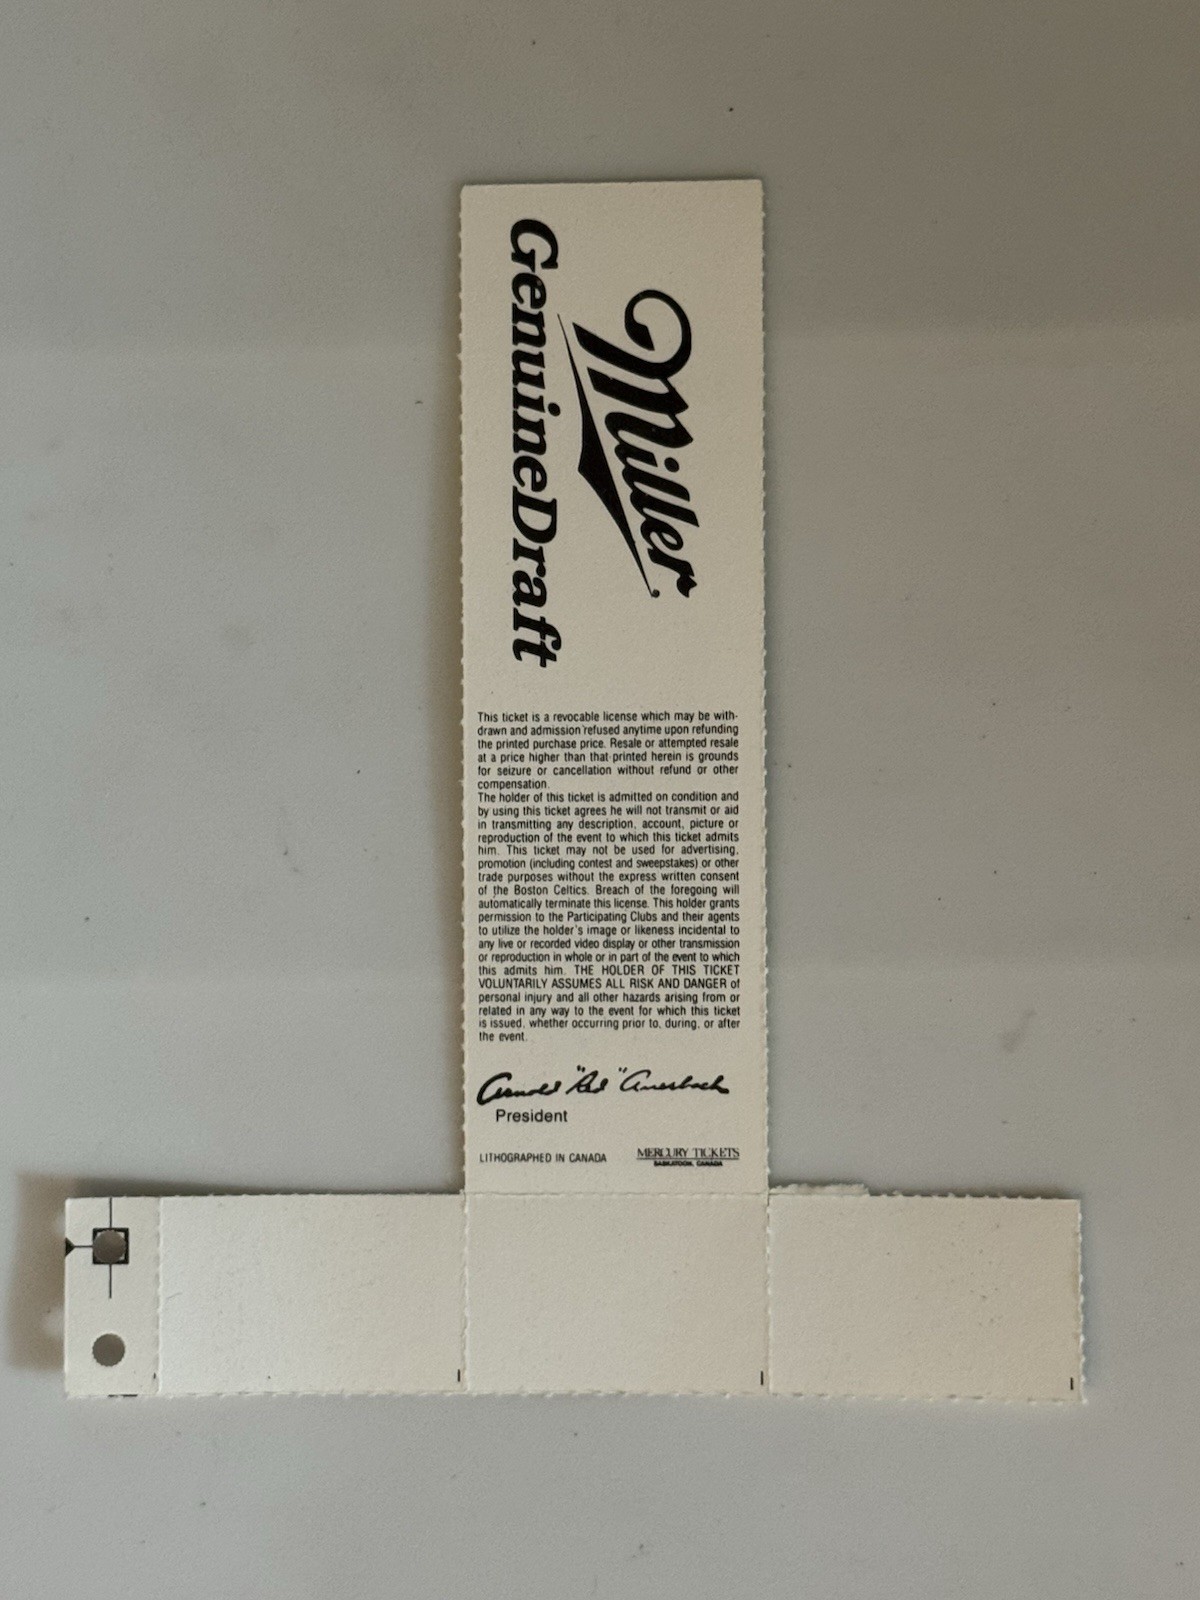 Miller
GenuineDraft
This ticket is a revocable license which may be with-
drawn and admission refused anytime upon refunding
the printed purchase price. Resale or attempted resale
at a price higher than that printed herein is grounds
for seizure or cancellation without refund or other
compensation.
The holder of this ticket is admitted on condition and
by using this ticket agrees he will not transmit or aid
in transmitting any description, account, picture or
reproduction of the event to which this ticket admits
him. This ticket may not be used for advertising,
promotion (including contest and sweepstakes) or other
trade purposes without the express written consent
of the Boston Celtics. Breach of the foregoing will
automatically terminate this license. This holder grants
permission to the Participating Clubs and their agents
to utilize the holder's image or likeness incidental to
any live or recorded video display or other transmission
or reproduction in whole or in part of the event to which
this admits him. THE HOLDER OF THIS TICKET
VOLUNTARILY ASSUMES ALL RISK AND DANGER of
personal injury and all other hazards arising from or
related in any way to the event for which this ticket
is issued, whether occurring prior to, during, or after
the event.
Arnold "Red" Auerbach
President
LITHOGRAPHED IN CANADA
MERCURY TICKETS
SASKATOON, CANADA